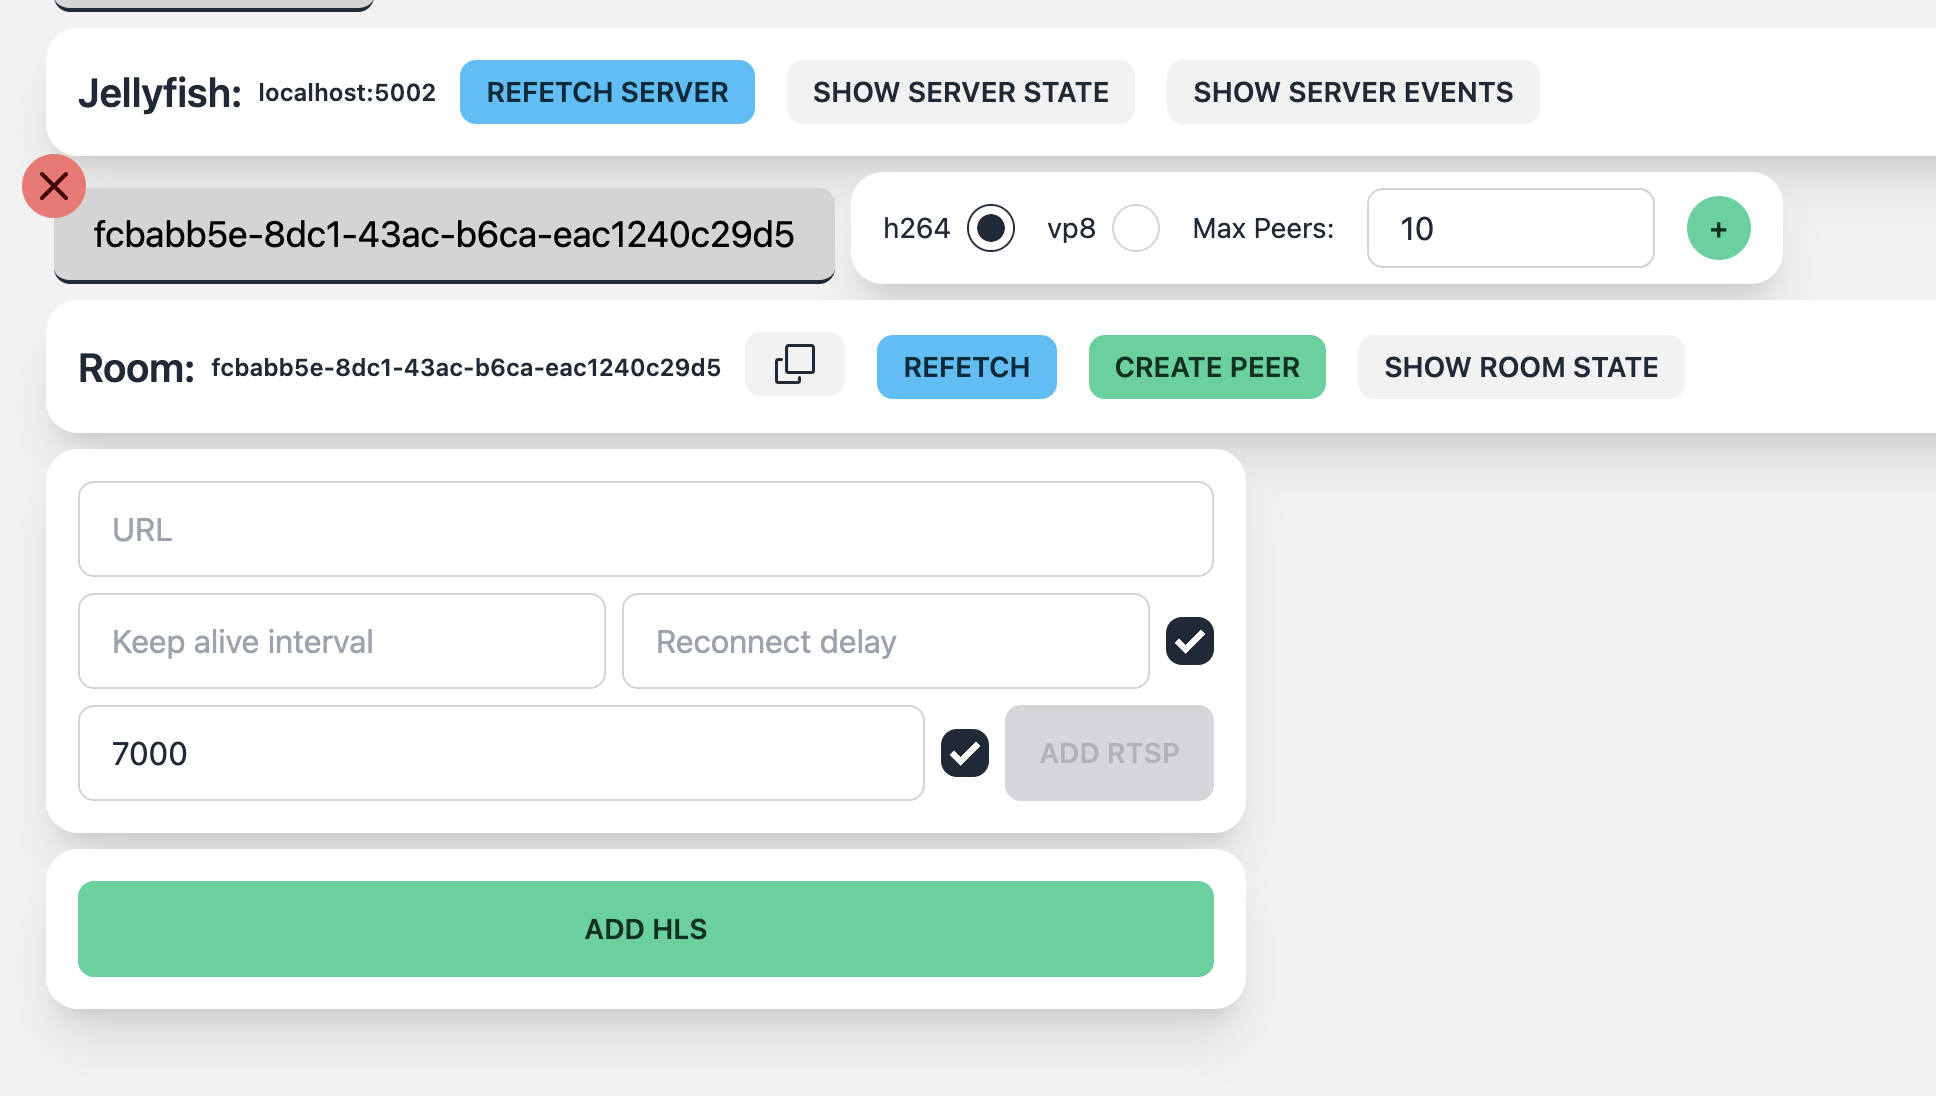 Jellyfish: localhost:5002 REFETCH SERVER SHOW SERVER STATE SHOW SERVER EVENTS
fcbabb5e-8dc1-43ac-b6ca-eac1240c29d5 h264 vp8 Max Peers: 10 +
Room: fcbabb5e-8dc1-43ac-b6ca-eac1240c29d5 REFETCH CREATE PEER SHOW ROOM STATE
URL
Keep alive interval Reconnect delay
7000 ADD RTSP
ADD HLS